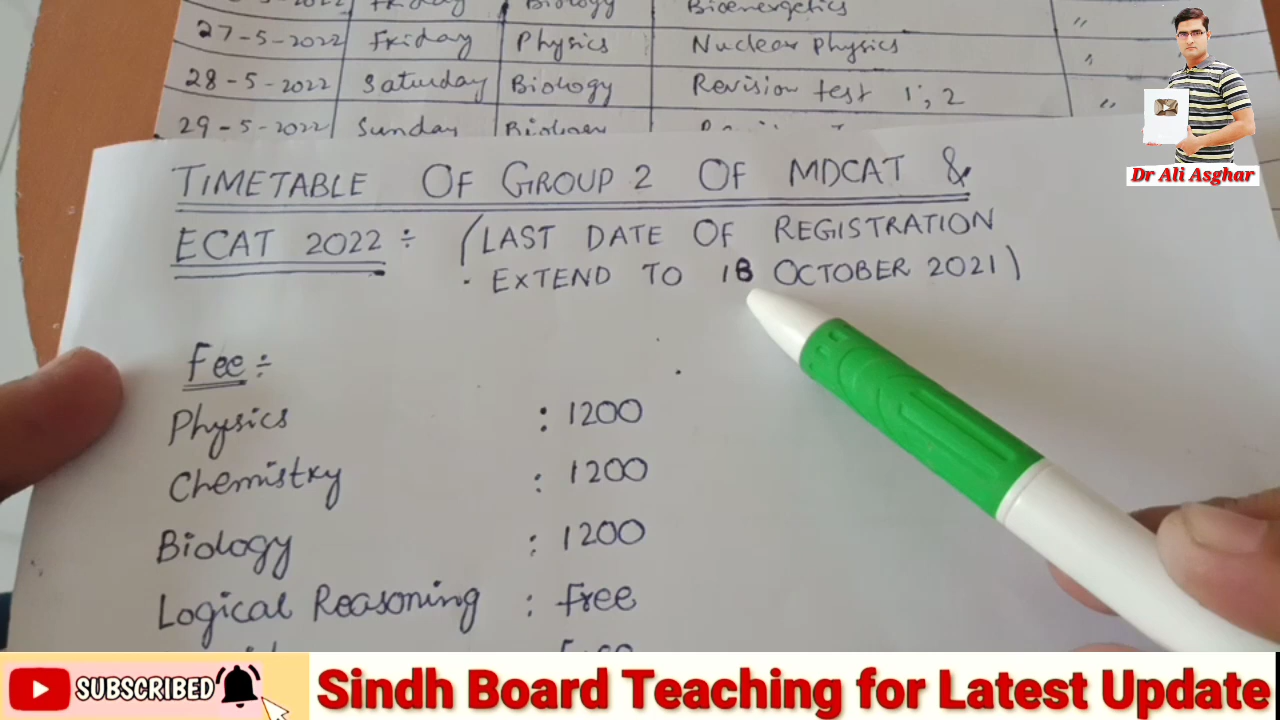 Friday Biology Bioenergetics
27-5-2022 Friday Physics Nuclear Physics "
28-5-2022 Saturday Biology Revision test 1, 2 "
29-5-2022 Sunday Biology
Dr Ali Asghar
TIMETABLE OF GROUP 2 OF MDCAT &
ECAT 2022 ÷ (LAST DATE OF REGISTRATION
EXTEND TO 18 OCTOBER 2021)
Fee ÷
Physics : 1200
Chemistry : 1200
Biology : 1200
Logical Reasoning : Free
SUBSCRIBED Sindh Board Teaching for Latest Update